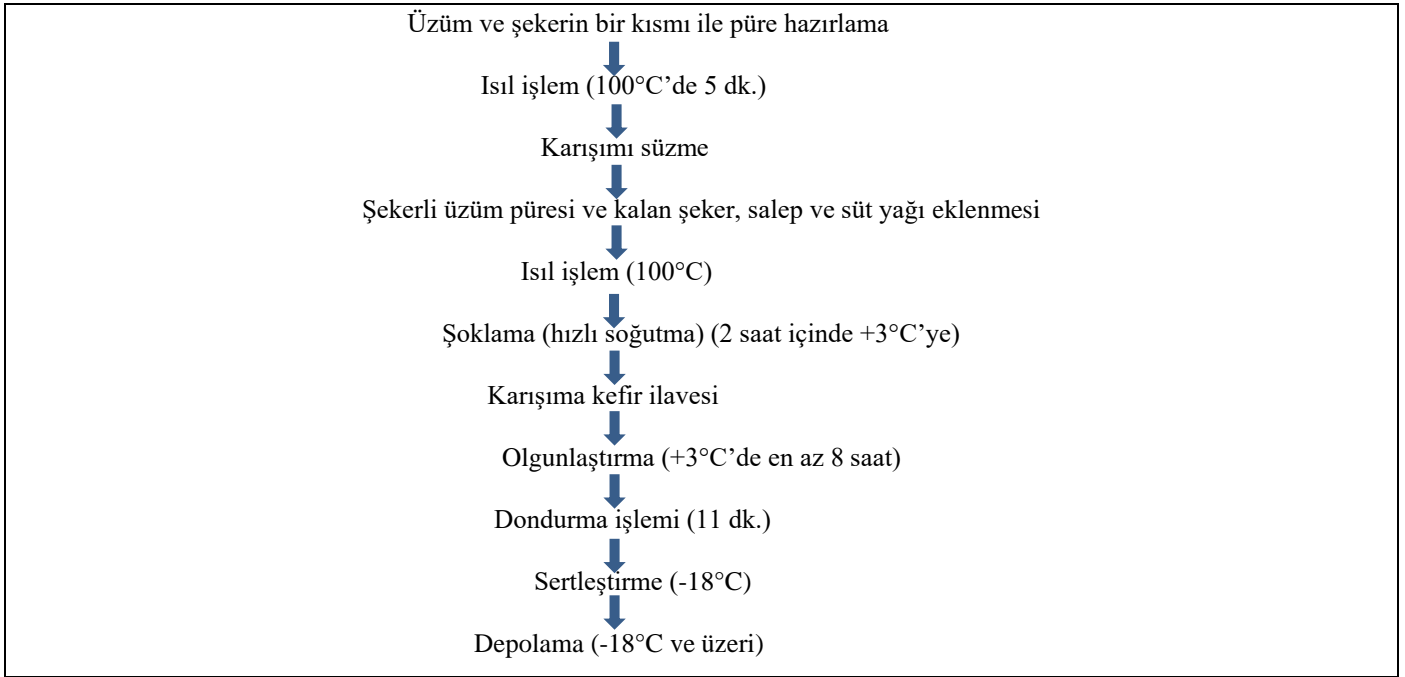 Üzüm ve şekerin bir kısmı ile püre hazırlama
Isıl işlem (100°C’de 5 dk.)
Karışımı süzme
Şekerli üzüm püresi ve kalan şeker, salep ve süt yağı eklenmesi
Isıl işlem (100°C)
Şoklama (hızlı soğutma) (2 saat içinde +3°C’ye)
Karışıma kefir ilavesi
Olgunlaştırma (+3°C’de en az 8 saat)
Dondurma işlemi (11 dk.)
Sertleştirme (-18°C)
Depolama (-18°C ve üzeri)